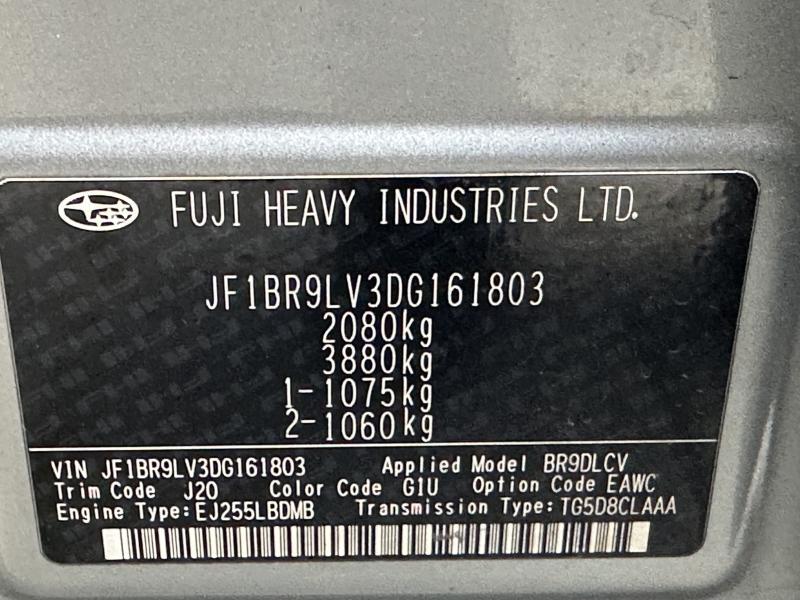 FUJI HEAVY INDUSTRIES LTD.
JF1BR9LV3DG161803
2080kg
3880kg
1-1075kg
2-1060kg
VIN JF1BR9LV3DG161803 Applied Model BR9DLCV
Trim Code J20 Color Code G1U Option Code EAWC
Engine Type:EJ255LBDMB Transmission Type:TG5D8CLAAA